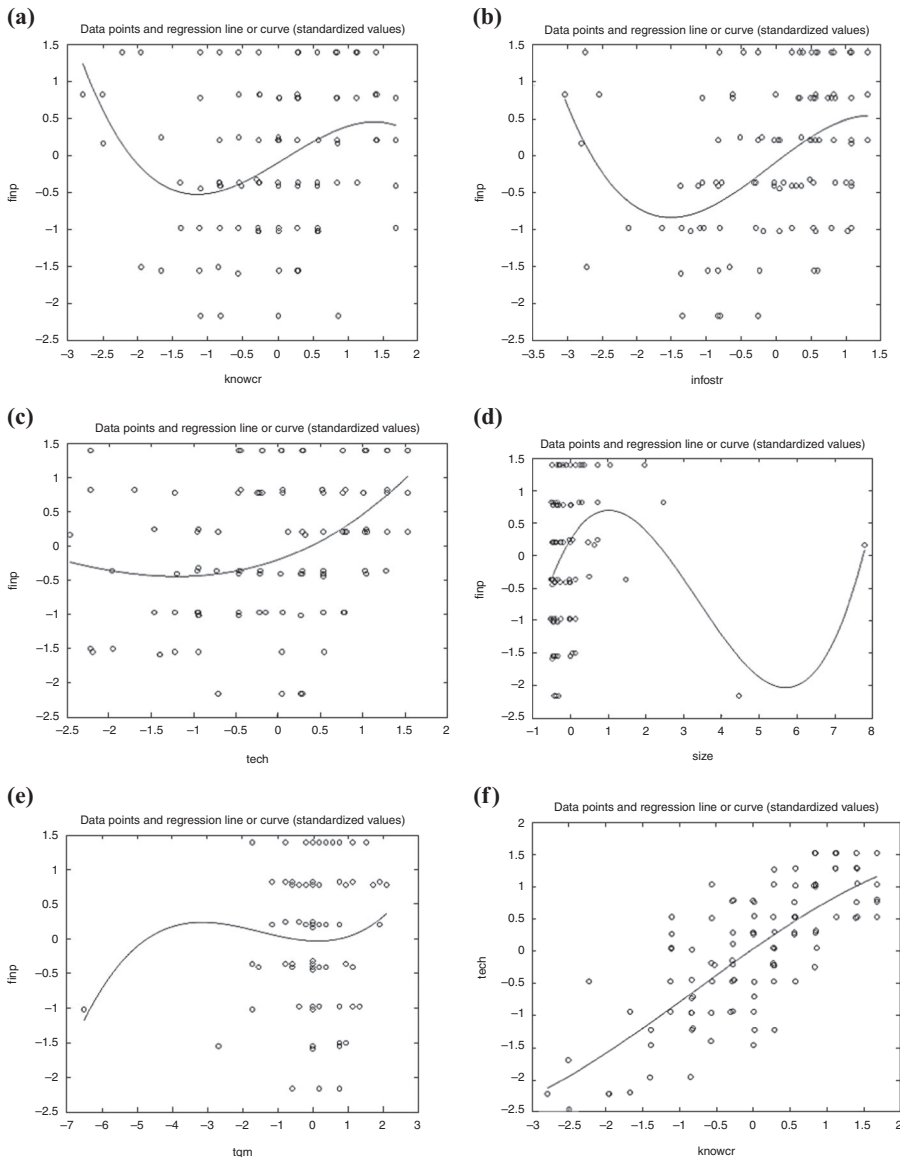 (a)
Data points and regression line or curve (standardized values)
1.5
1
0.5
0
−0.5
−1
−1.5
−2
−2.5
finp
−3 −2.5 −2 −1.5 −1 −0.5 0 0.5 1 1.5 2
knowcr
(b)
Data points and regression line or curve (standardized values)
1.5
1
0.5
0
−0.5
−1
−1.5
−2
−2.5
finp
−3.5 −3 −2.5 −2 −1.5 −1 −0.5 0 0.5 1 1.5
infostr
(c)
Data points and regression line or curve (standardized values)
1.5
1
0.5
0
−0.5
−1
−1.5
−2
−2.5
finp
−2.5 −2 −1.5 −1 −0.5 0 0.5 1 1.5 2
tech
(d)
Data points and regression line or curve (standardized values)
1.5
1
0.5
0
−0.5
−1
−1.5
−2
−2.5
finp
−1 0 1 2 3 4 5 6 7 8
size
(e)
Data points and regression line or curve (standardized values)
1.5
1
0.5
0
−0.5
−1
−1.5
−2
−2.5
finp
−7 −6 −5 −4 −3 −2 −1 0 1 2 3
tqm
(f)
Data points and regression line or curve (standardized values)
2
1.5
1
0.5
0
−0.5
−1
−1.5
−2
−2.5
tech
−3 −2.5 −2 −1.5 −1 −0.5 0 0.5 1 1.5 2
knowcr